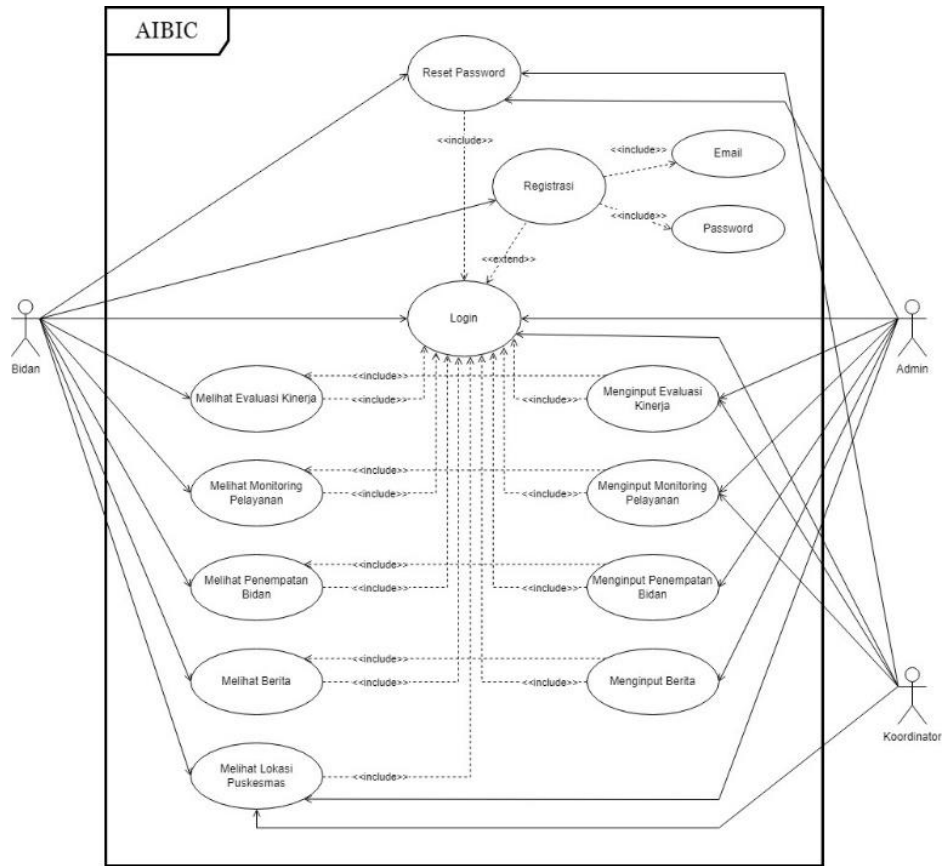 AIBIC
Reset Password
<<include>>
<<include>>
Email
Registrasi
<<include>>
Password
<<extend>>
Login
Bidan
Admin
<<include>>
Melihat Evaluasi Kinerja
<<include>>
<<include>>
Menginput Evaluasi
Kinerja
<<include>>
Melihat Monitoring
Pelayanan
<<include>>
<<include>>
Menginput Monitoring
Pelayanan
<<include>>
Melihat Penempatan
Bidan
<<include>>
<<include>>
Menginput Penempatan
Bidan
<<include>>
Melihat Berita
<<include>>
<<include>>
Menginput Berita
Koordinator
Melihat Lokasi
Puskesmas
<<include>>